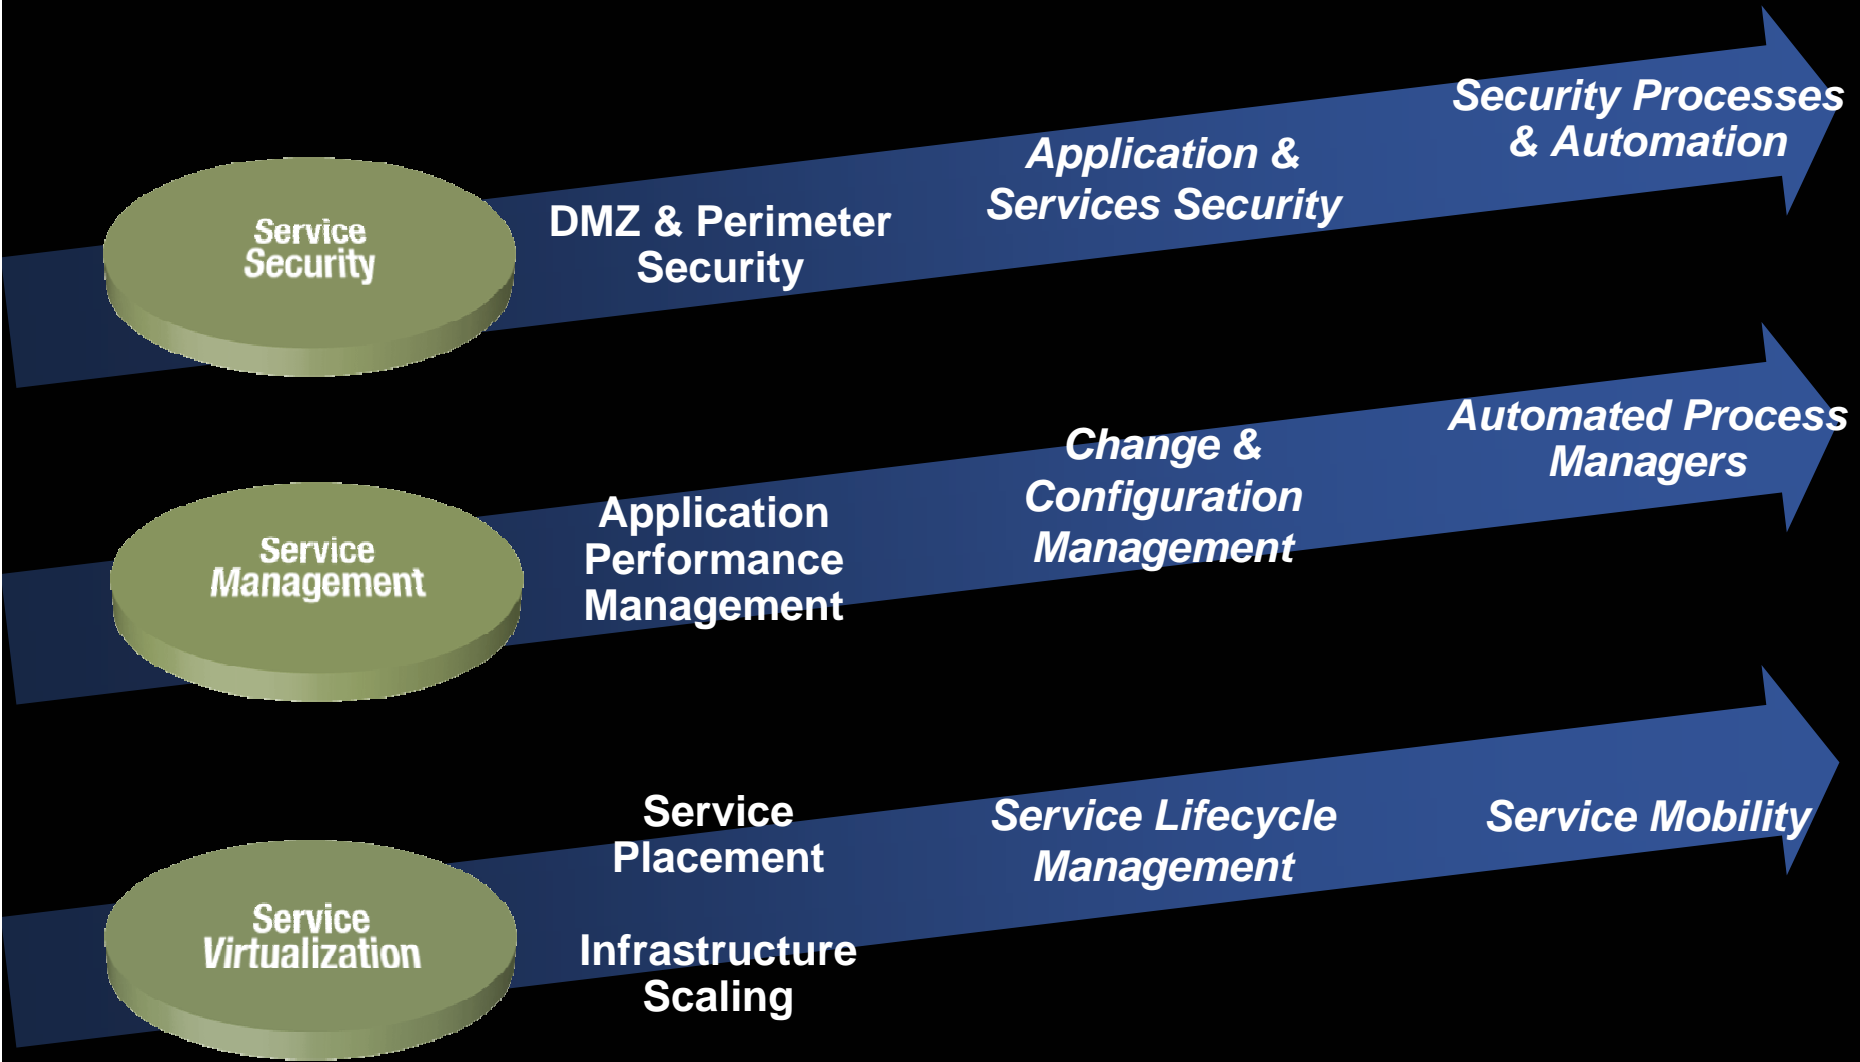 Service
Security
DMZ & Perimeter
Security
Application &
Services Security
Security Processes
& Automation
Service
Management
Application
Performance
Management
Change &
Configuration
Management
Automated Process
Managers
Service
Virtualization
Service
Placement
Infrastructure
Scaling
Service Lifecycle
Management
Service Mobility